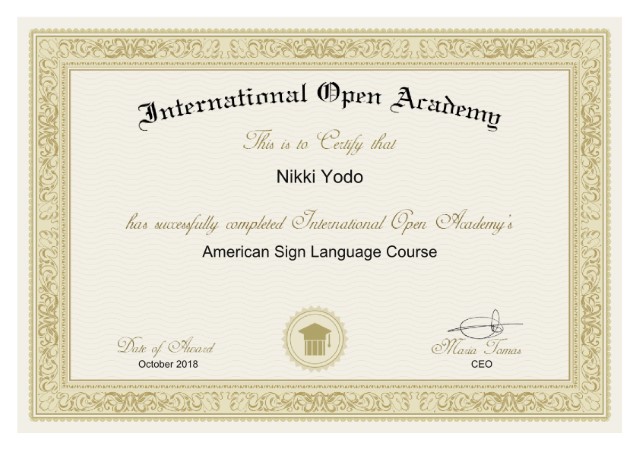 International Open Academy
This is to Certify that
Nikki Yodo
has successfully completed International Open Academy's
American Sign Language Course
Date of Award
October 2018
Maria Tomas
CEO